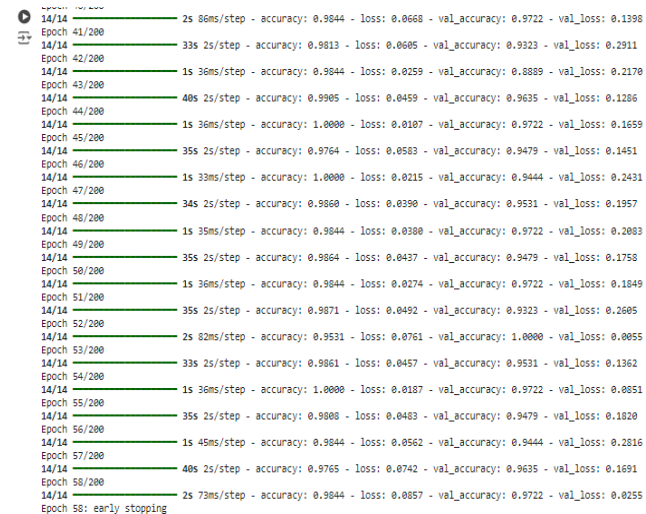 14/14 2s 86ms/step - accuracy: 0.9844 - loss: 0.0668 - val_accuracy: 0.9722 - val_loss: 0.1398
Epoch 41/200
14/14 33s 2s/step - accuracy: 0.9813 - loss: 0.0605 - val_accuracy: 0.9323 - val_loss: 0.2911
Epoch 42/200
14/14 1s 36ms/step - accuracy: 0.9844 - loss: 0.0259 - val_accuracy: 0.8889 - val_loss: 0.2170
Epoch 43/200
14/14 40s 2s/step - accuracy: 0.9905 - loss: 0.0459 - val_accuracy: 0.9635 - val_loss: 0.1286
Epoch 44/200
14/14 1s 36ms/step - accuracy: 1.0000 - loss: 0.0107 - val_accuracy: 0.9722 - val_loss: 0.1659
Epoch 45/200
14/14 35s 2s/step - accuracy: 0.9764 - loss: 0.0583 - val_accuracy: 0.9479 - val_loss: 0.1451
Epoch 46/200
14/14 1s 33ms/step - accuracy: 1.0000 - loss: 0.0215 - val_accuracy: 0.9444 - val_loss: 0.2431
Epoch 47/200
14/14 34s 2s/step - accuracy: 0.9860 - loss: 0.0390 - val_accuracy: 0.9531 - val_loss: 0.1957
Epoch 48/200
14/14 1s 35ms/step - accuracy: 0.9844 - loss: 0.0380 - val_accuracy: 0.9722 - val_loss: 0.2083
Epoch 49/200
14/14 35s 2s/step - accuracy: 0.9864 - loss: 0.0437 - val_accuracy: 0.9479 - val_loss: 0.1758
Epoch 50/200
14/14 1s 36ms/step - accuracy: 0.9844 - loss: 0.0274 - val_accuracy: 0.9722 - val_loss: 0.1849
Epoch 51/200
14/14 35s 2s/step - accuracy: 0.9871 - loss: 0.0492 - val_accuracy: 0.9323 - val_loss: 0.2605
Epoch 52/200
14/14 2s 82ms/step - accuracy: 0.9531 - loss: 0.0761 - val_accuracy: 1.0000 - val_loss: 0.0055
Epoch 53/200
14/14 33s 2s/step - accuracy: 0.9861 - loss: 0.0457 - val_accuracy: 0.9531 - val_loss: 0.1362
Epoch 54/200
14/14 1s 36ms/step - accuracy: 1.0000 - loss: 0.0187 - val_accuracy: 0.9722 - val_loss: 0.0851
Epoch 55/200
14/14 35s 2s/step - accuracy: 0.9808 - loss: 0.0483 - val_accuracy: 0.9479 - val_loss: 0.1820
Epoch 56/200
14/14 1s 45ms/step - accuracy: 0.9844 - loss: 0.0562 - val_accuracy: 0.9444 - val_loss: 0.2816
Epoch 57/200
14/14 40s 2s/step - accuracy: 0.9765 - loss: 0.0742 - val_accuracy: 0.9635 - val_loss: 0.1691
Epoch 58/200
14/14 2s 73ms/step - accuracy: 0.9844 - loss: 0.0857 - val_accuracy: 0.9722 - val_loss: 0.0255
Epoch 58: early stopping